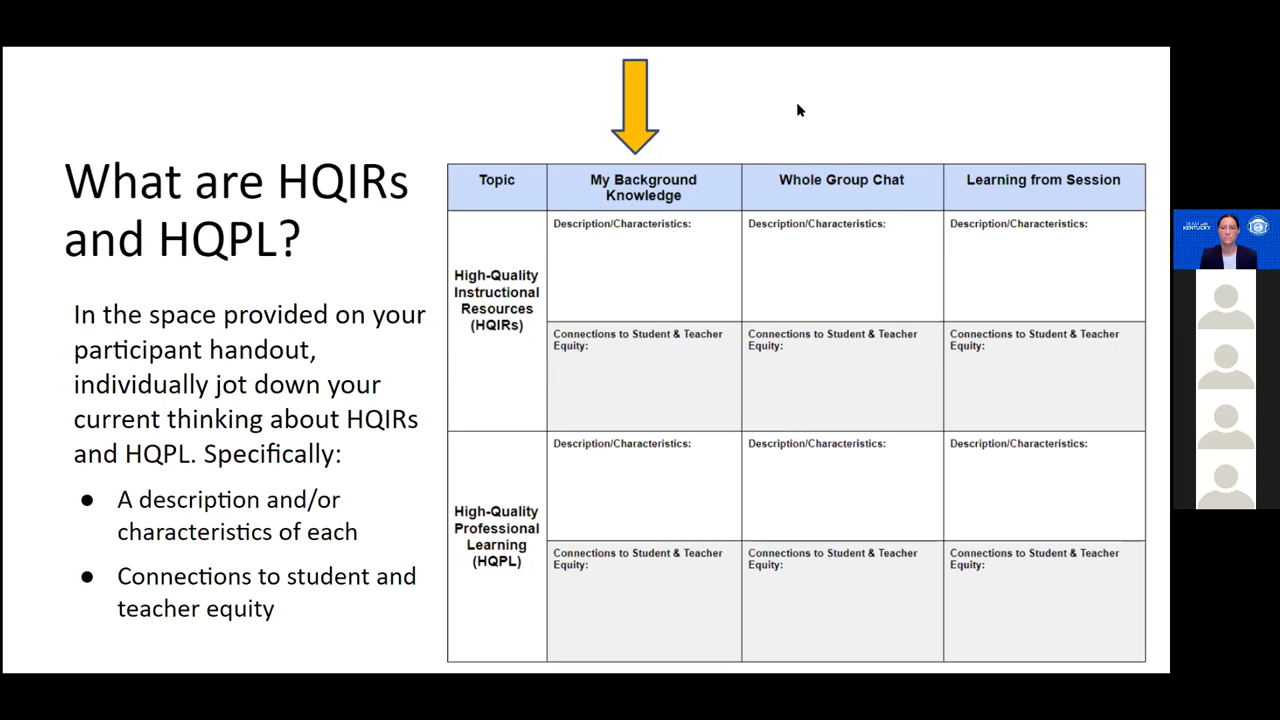 What are HQIRs
and HQPL?
In the space provided on your
participant handout,
individually jot down your
current thinking about HQIRs
and HQPL. Specifically:
● A description and/or
characteristics of each
● Connections to student and
teacher equity
Topic
My Background
Knowledge
Whole Group Chat
Learning from Session
High-Quality
Instructional
Resources
(HQIRs)
Description/Characteristics:
Description/Characteristics:
Description/Characteristics:
Connections to Student & Teacher
Equity:
Connections to Student & Teacher
Equity:
Connections to Student & Teacher
Equity:
High-Quality
Professional
Learning
(HQPL)
Description/Characteristics:
Description/Characteristics:
Description/Characteristics:
Connections to Student & Teacher
Equity:
Connections to Student & Teacher
Equity:
Connections to Student & Teacher
Equity:
TEAM
KENTUCKY